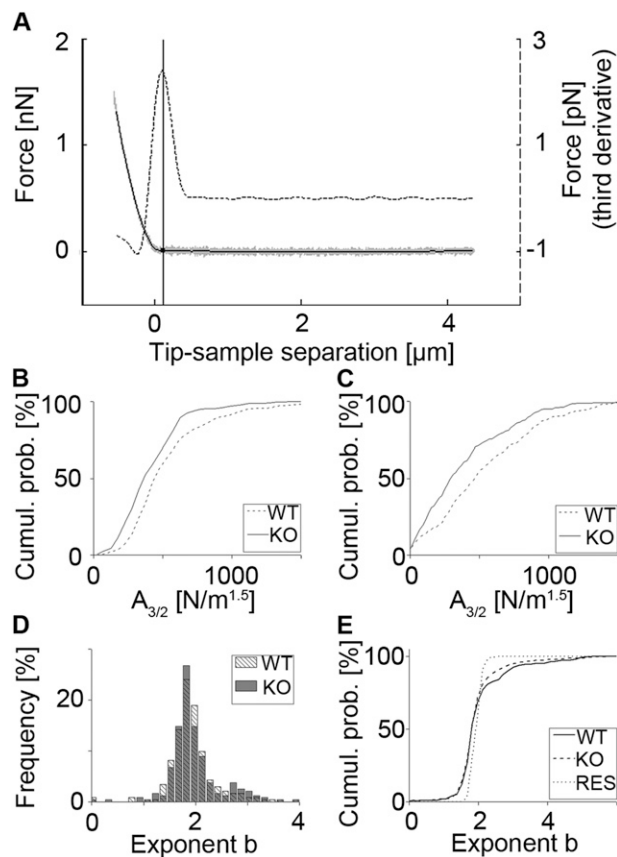 A
Force [nN]
2
1
0
3
1
-1
Force [pN]
(third derivative)
0
2
4
Tip-sample separation [µm]
B
Cumul. prob. [%]
100
50
0
WT
KO
0
1000
A3/2 [N/m1.5]
C
Cumul. prob. [%]
100
50
0
WT
KO
0
1000
A3/2 [N/m1.5]
D
Frequency [%]
20
0
WT
KO
0
2
4
Exponent b
E
Cumul. prob. [%]
100
50
0
WT
KO
RES
0
2
4
6
Exponent b